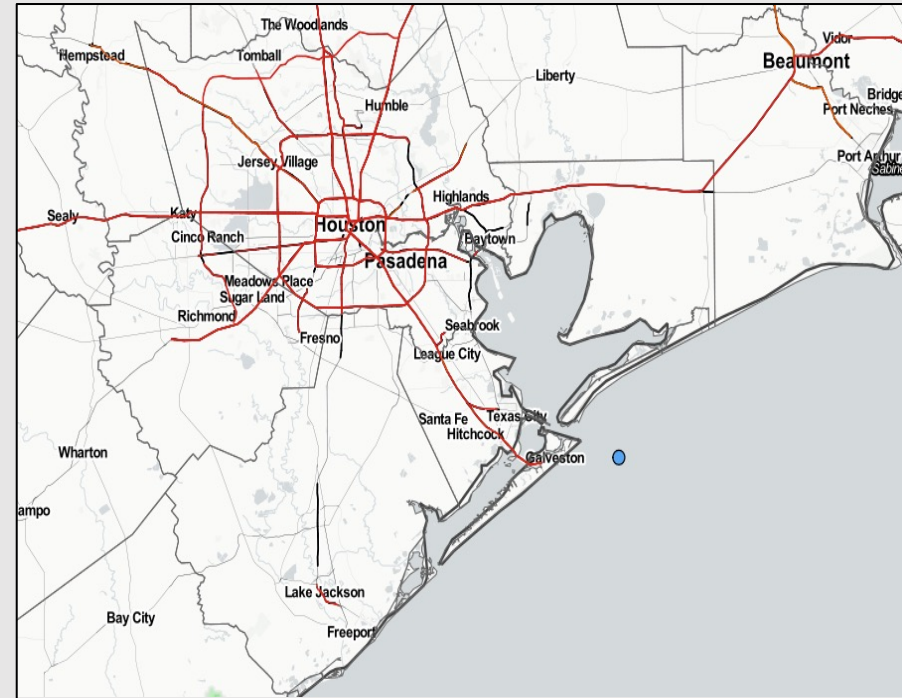 The Woodlands
Vidor
Hempstead
Tomball
Beaumont
Liberty
Bridge
Humble
Port Neches
Jersey Village
Port Arthur
Sabine
Highlands
Sealy
Katy
Houston
Cinco Ranch
Baytown
Pasadena
Meadows Place
Sugar Land
Richmond
Seabrook
Fresno
League City
Santa Fe
Texas City
Hitchcock
Wharton
Galveston
ampo
Lake Jackson
Bay City
Freeport